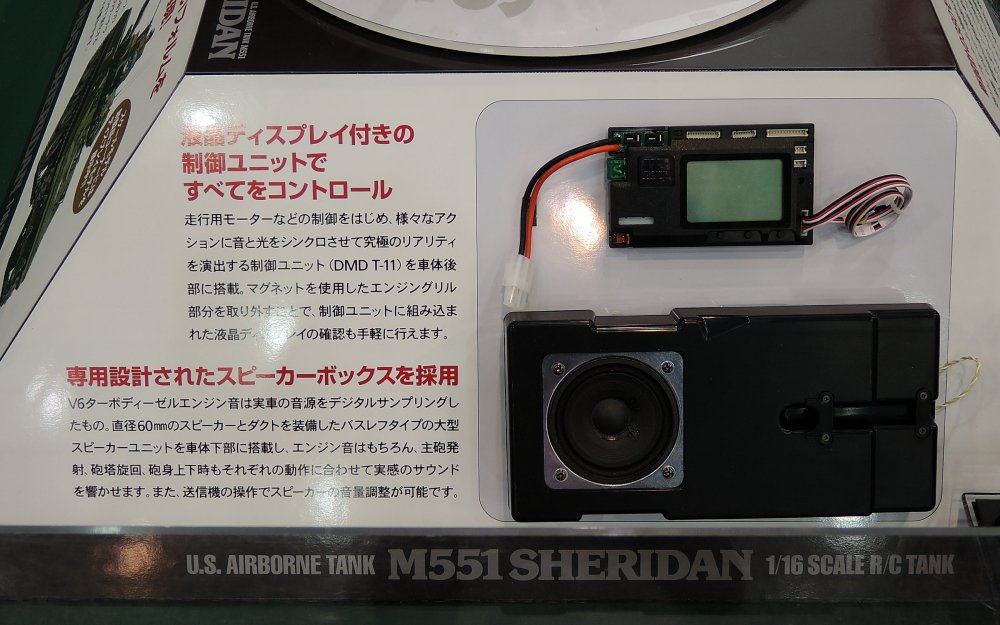 U.S. AIRBORNE TANK M551
SHERIDAN
液晶ディスプレイ付きの
制御ユニットで
すべてをコントロール
走行用モーターなどの制御をはじめ、様々なアク
ションに音と光をシンクロさせて究極のリアリティ
を演出する制御ユニット（DMD T-11）を車体後
部に搭載。マグネットを使用したエンジングリル
部分を取り外すことで、制御ユニットに組み込ま
れた液晶ディスプレイの確認も手軽に行えます。
専用設計されたスピーカーボックスを採用
V6ターボディーゼルエンジン音は実車の音源をデジタルサンプリングし
たもの。直径60mmのスピーカーとダクトを装備したバスレフタイプの大型
スピーカーユニットを車体下部に搭載し、エンジン音はもちろん、主砲発
射、砲塔旋回、砲身上下時もそれぞれの動作に合わせて実感のサウンド
を響かせます。また、送信機の操作でスピーカーの音量調整が可能です。
U.S. AIRBORNE TANK M551 SHERIDAN 1/16 SCALE R/C TANK